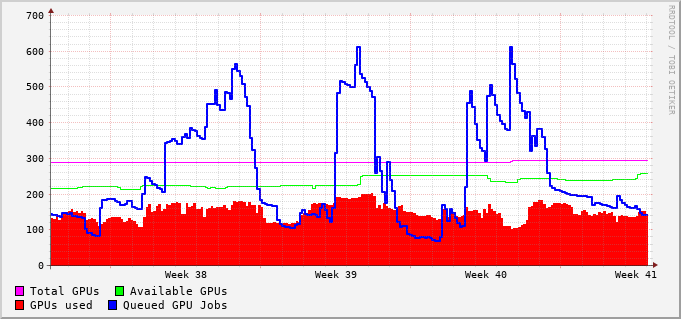 700
600
500
400
300
200
100
0
Week 38 Week 39 Week 40 Week 41
Total GPUs Available GPUs
GPUs used Queued GPU Jobs
RRDTOOL / TOBI OETIKER